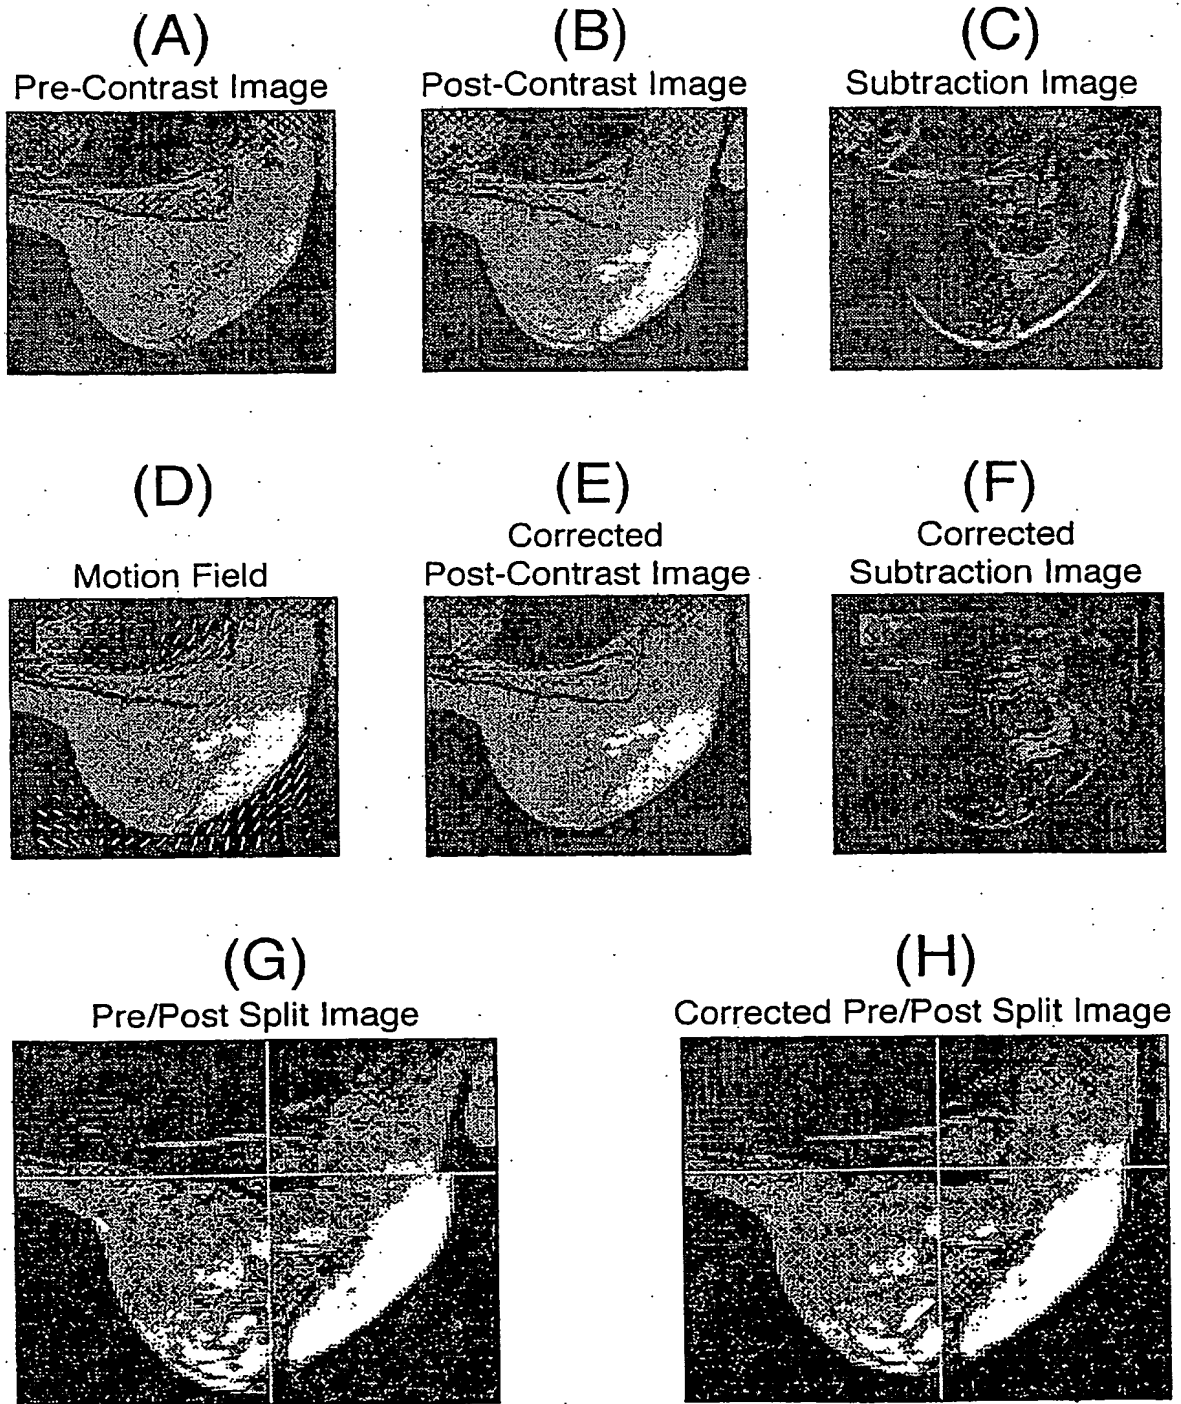 (A)
Pre-Contrast Image
(B)
Post-Contrast Image
(C)
Subtraction Image
(D)
Motion Field
(E)
Corrected
Post-Contrast Image
(F)
Corrected
Subtraction Image
(G)
Pre/Post Split Image
(H)
Corrected Pre/Post Split Image